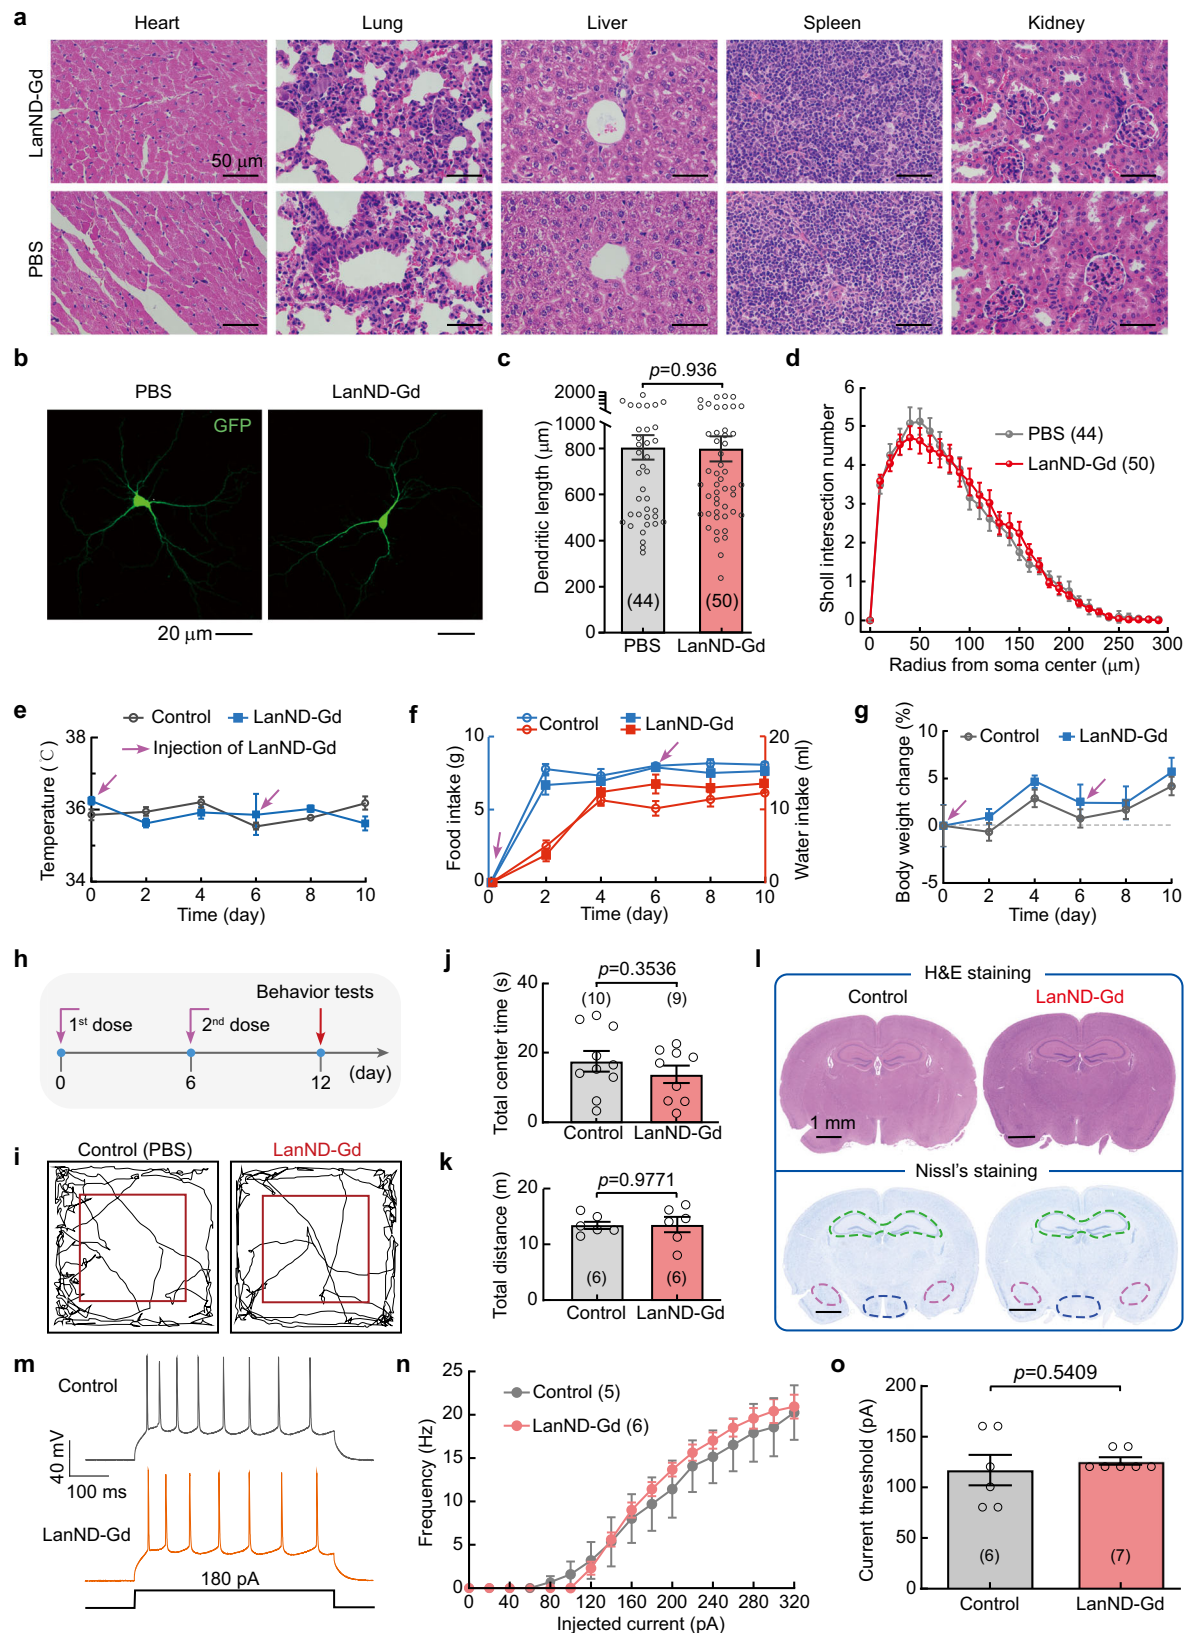 a
Heart Lung Liver Spleen Kidney
LanND-Gd
50 μm
PBS
b
PBS LanND-Gd
GFP
20 μm
c
p=0.936
Dendritic length (μm)
2000
1000
800
600
400
200
0
(44) (50)
PBS LanND-Gd
d
Sholl intersection number
6
5
4
3
2
1
0
PBS (44)
LanND-Gd (50)
0 50 100 150 200 250 300
Radius from soma center (μm)
e
Control LanND-Gd
Injection of LanND-Gd
Temperature (℃)
38
36
34
0 2 4 6 8 10
Time (day)
f
Control LanND-Gd
Food intake (g)
10
5
0
Water intake (ml)
20
10
0
0 2 4 6 8 10
Time (day)
g
Control LanND-Gd
Body weight change (%)
10
5
0
-5
0 2 4 6 8 10
Time (day)
h
Behavior tests
1st dose 2nd dose
0 6 12 (day)
i
Control (PBS) LanND-Gd
j
p=0.3536
Total center time (s)
40
20
0
(10) (9)
Control LanND-Gd
k
p=0.9771
Total distance (m)
20
10
0
(6) (6)
Control LanND-Gd
l
H&E staining
Control LanND-Gd
1 mm
Nissl's staining
m
Control
40 mV
100 ms
LanND-Gd
180 pA
n
Frequency (Hz)
25
20
15
10
5
0
Control (5)
LanND-Gd (6)
0 40 80 120 160 200 240 280 320
Injected current (pA)
o
p=0.5409
Current threshold (pA)
200
150
100
50
0
(6) (7)
Control LanND-Gd